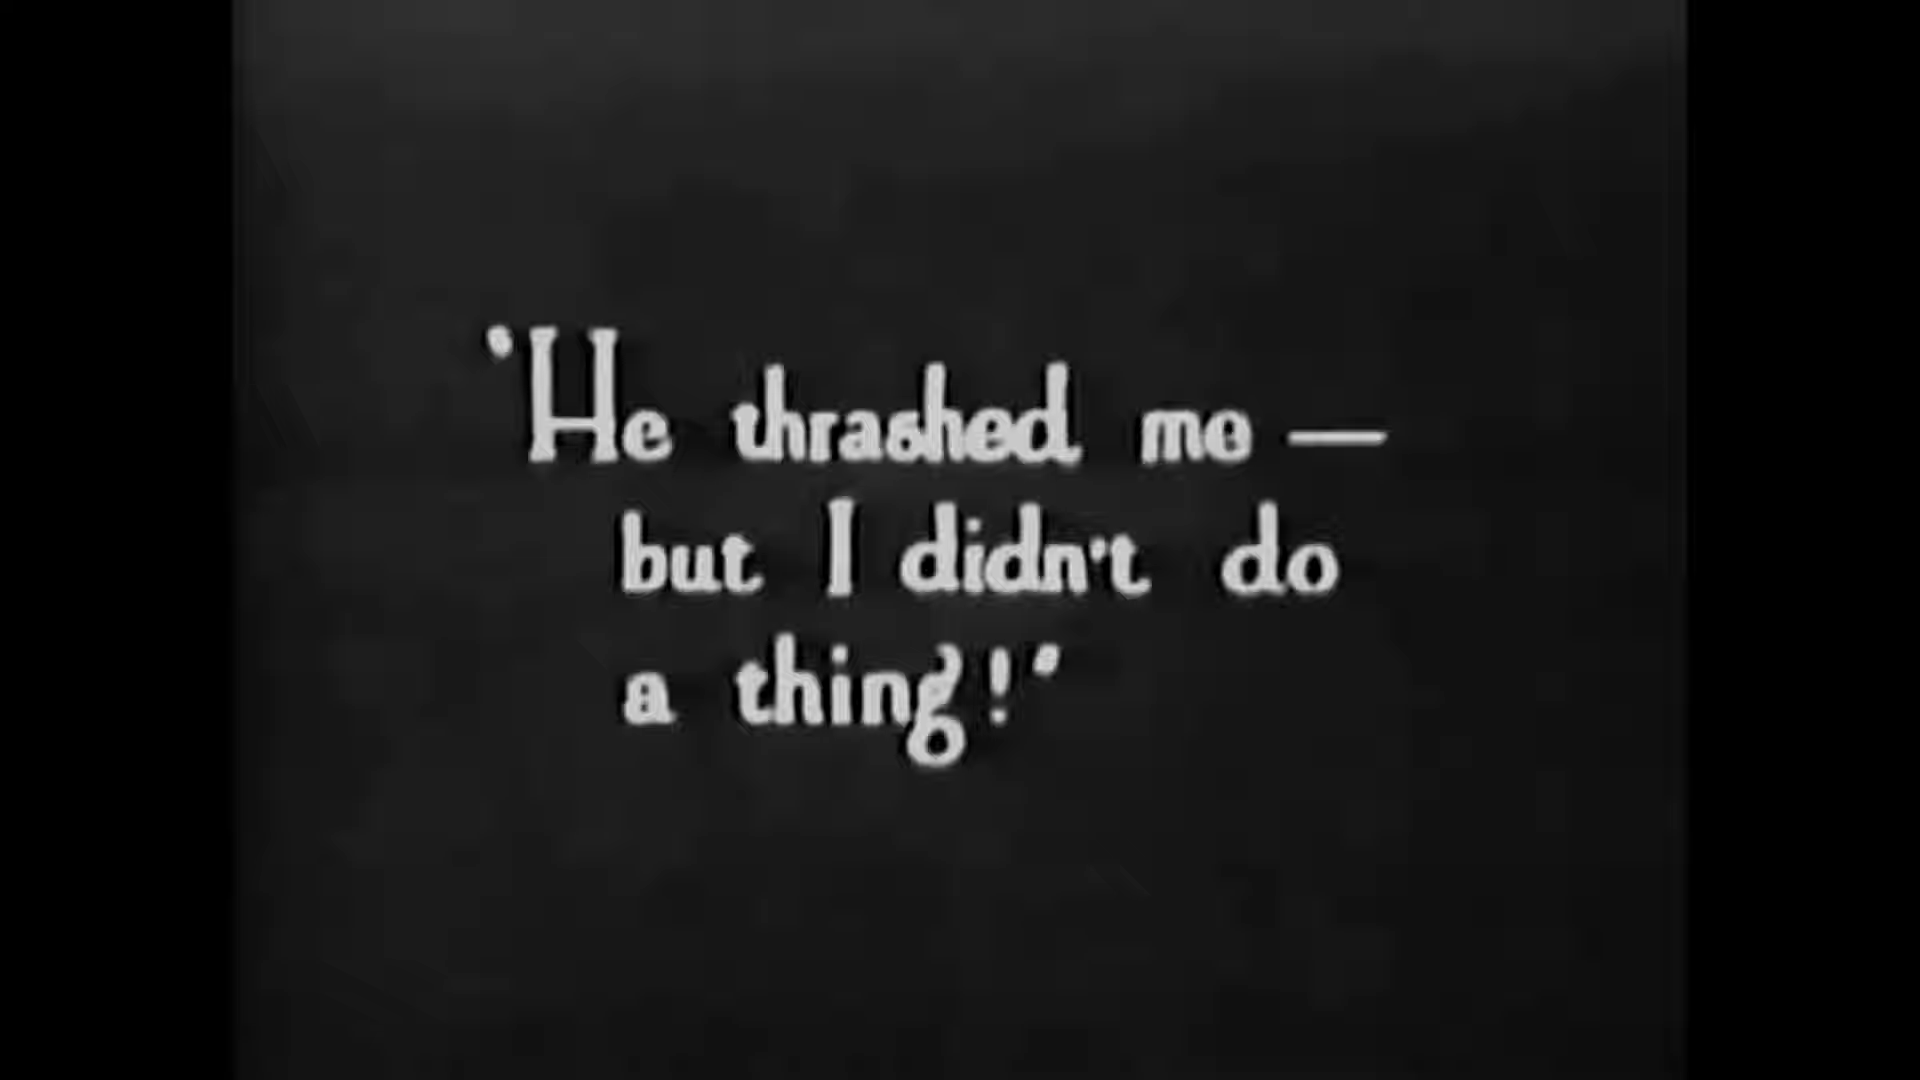 'He thrashed me —
but I didn't do
a thing!'